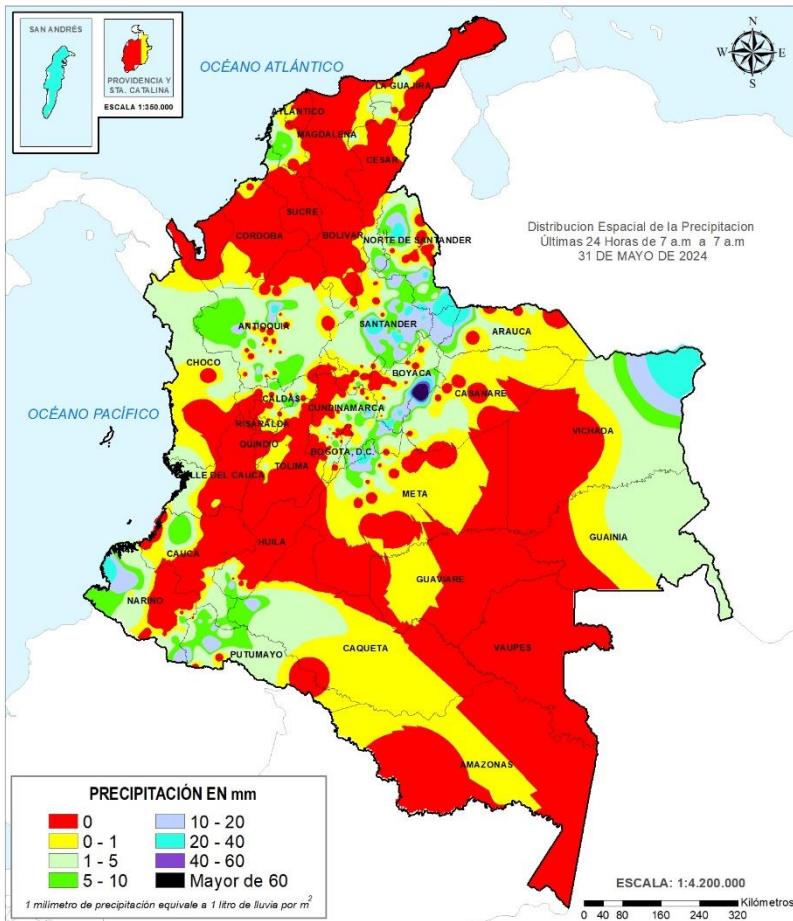 SAN ANDRÉS
PROVIDENCIA Y
STA. CATALINA
ESCALA 1:350.000
OCÉANO ATLÁNTICO
N
W
E
S
LA GUAJIRA
ATLÁNTICO
MAGDALENA
CESAR
SUCRE
CORDOBA
BOLIVAR
NORTE DE SANTANDER
Distribucion Espacial de la Precipitacion
Últimas 24 Horas de 7 a.m a 7 a.m
31 DE MAYO DE 2024
ANTIOQUIA
SANTANDER
ARAUCA
CHOCO
BOYACA
OCÉANO PACÍFICO
CALDAS
CUNDINAMARCA
CASANARE
RISARALDA
VICHADA
QUINDIO
BOGOTA, D.C.
TOLIMA
VALLE DEL CAUCA
META
GUAINIA
CAUCA
HUILA
GUAVIARE
NARIÑO
VAUPES
CAQUETA
PUTUMAYO
AMAZONAS
PRECIPITACIÓN EN mm
0
10 - 20
0 - 1
20 - 40
1 - 5
40 - 60
5 - 10
Mayor de 60
1 milimetro de precipitación equivale a 1 litro de lluvia por m²
ESCALA: 1:4.200.000
Kilómetros
0 40 80 160 240 320